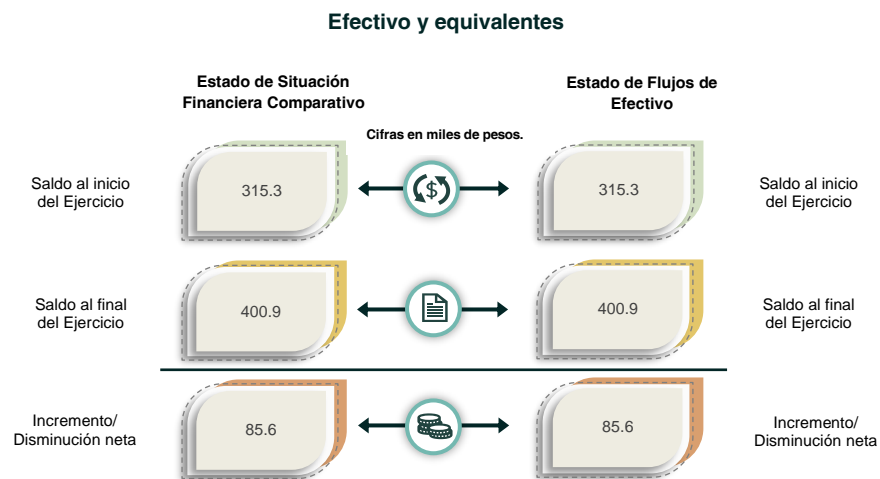 Efectivo y equivalentes
Estado de Situación
Financiera Comparativo
Estado de Flujos de
Efectivo
Cifras en miles de pesos.
Saldo al inicio
del Ejercicio
315.3
$
315.3
Saldo al inicio
del Ejercicio
Saldo al final
del Ejercicio
400.9
400.9
Saldo al final
del Ejercicio
Incremento/
Disminución neta
85.6
85.6
Incremento/
Disminución neta